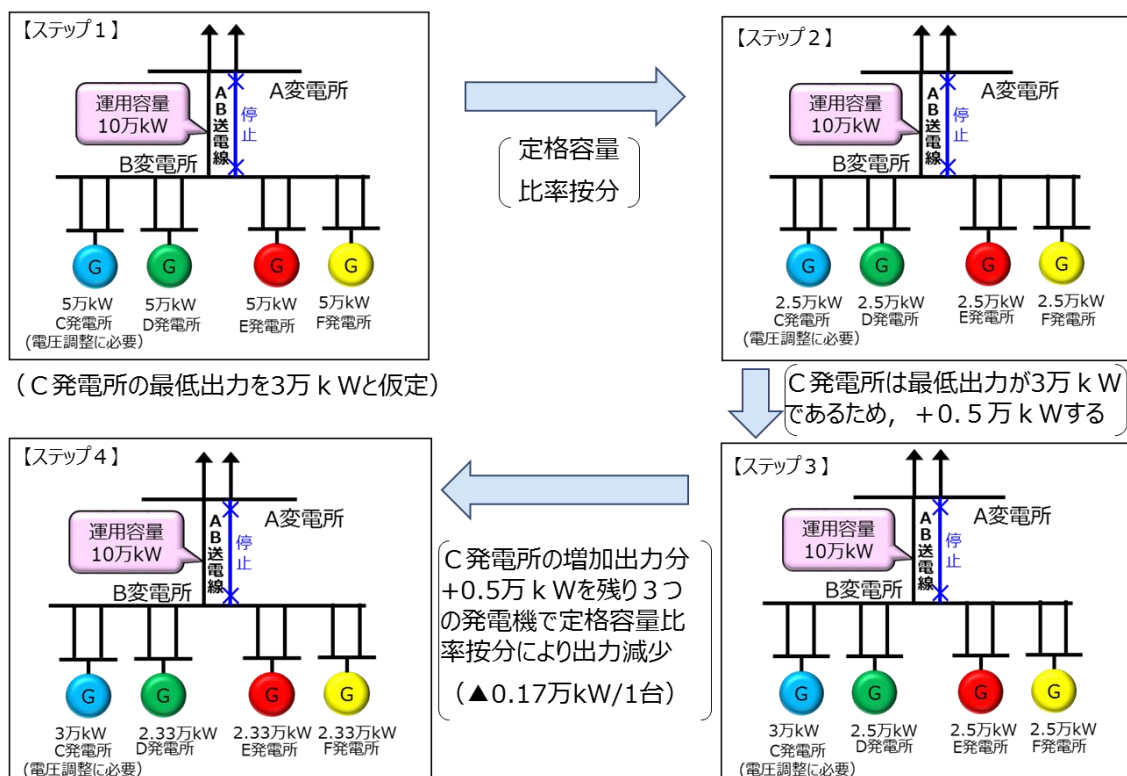 【ステップ1】
A変電所
運用容量
10万kW
AB送電線
停止
B変電所
G
G
G
G
5万kW
C発電所
(電圧調整に必要)
5万kW
D発電所
5万kW
E発電所
5万kW
F発電所
(C発電所の最低出力を3万kWと仮定)
定格容量
比率按分
【ステップ2】
A変電所
運用容量
10万kW
AB送電線
停止
B変電所
G
G
G
G
2.5万kW
C発電所
(電圧調整に必要)
2.5万kW
D発電所
2.5万kW
E発電所
2.5万kW
F発電所
C発電所は最低出力が3万kW
であるため，+0.5万kWする
【ステップ3】
A変電所
運用容量
10万kW
AB送電線
停止
B変電所
G
G
G
G
3万kW
C発電所
(電圧調整に必要)
2.5万kW
D発電所
2.5万kW
E発電所
2.5万kW
F発電所
C発電所の増加出力分
+0.5万kWを残り3つ
の発電機で定格容量比
率按分により出力減少
(▲0.17万kW/1台)
【ステップ4】
A変電所
運用容量
10万kW
AB送電線
停止
B変電所
G
G
G
G
3万kW
C発電所
(電圧調整に必要)
2.33万kW
D発電所
2.33万kW
E発電所
2.33万kW
F発電所